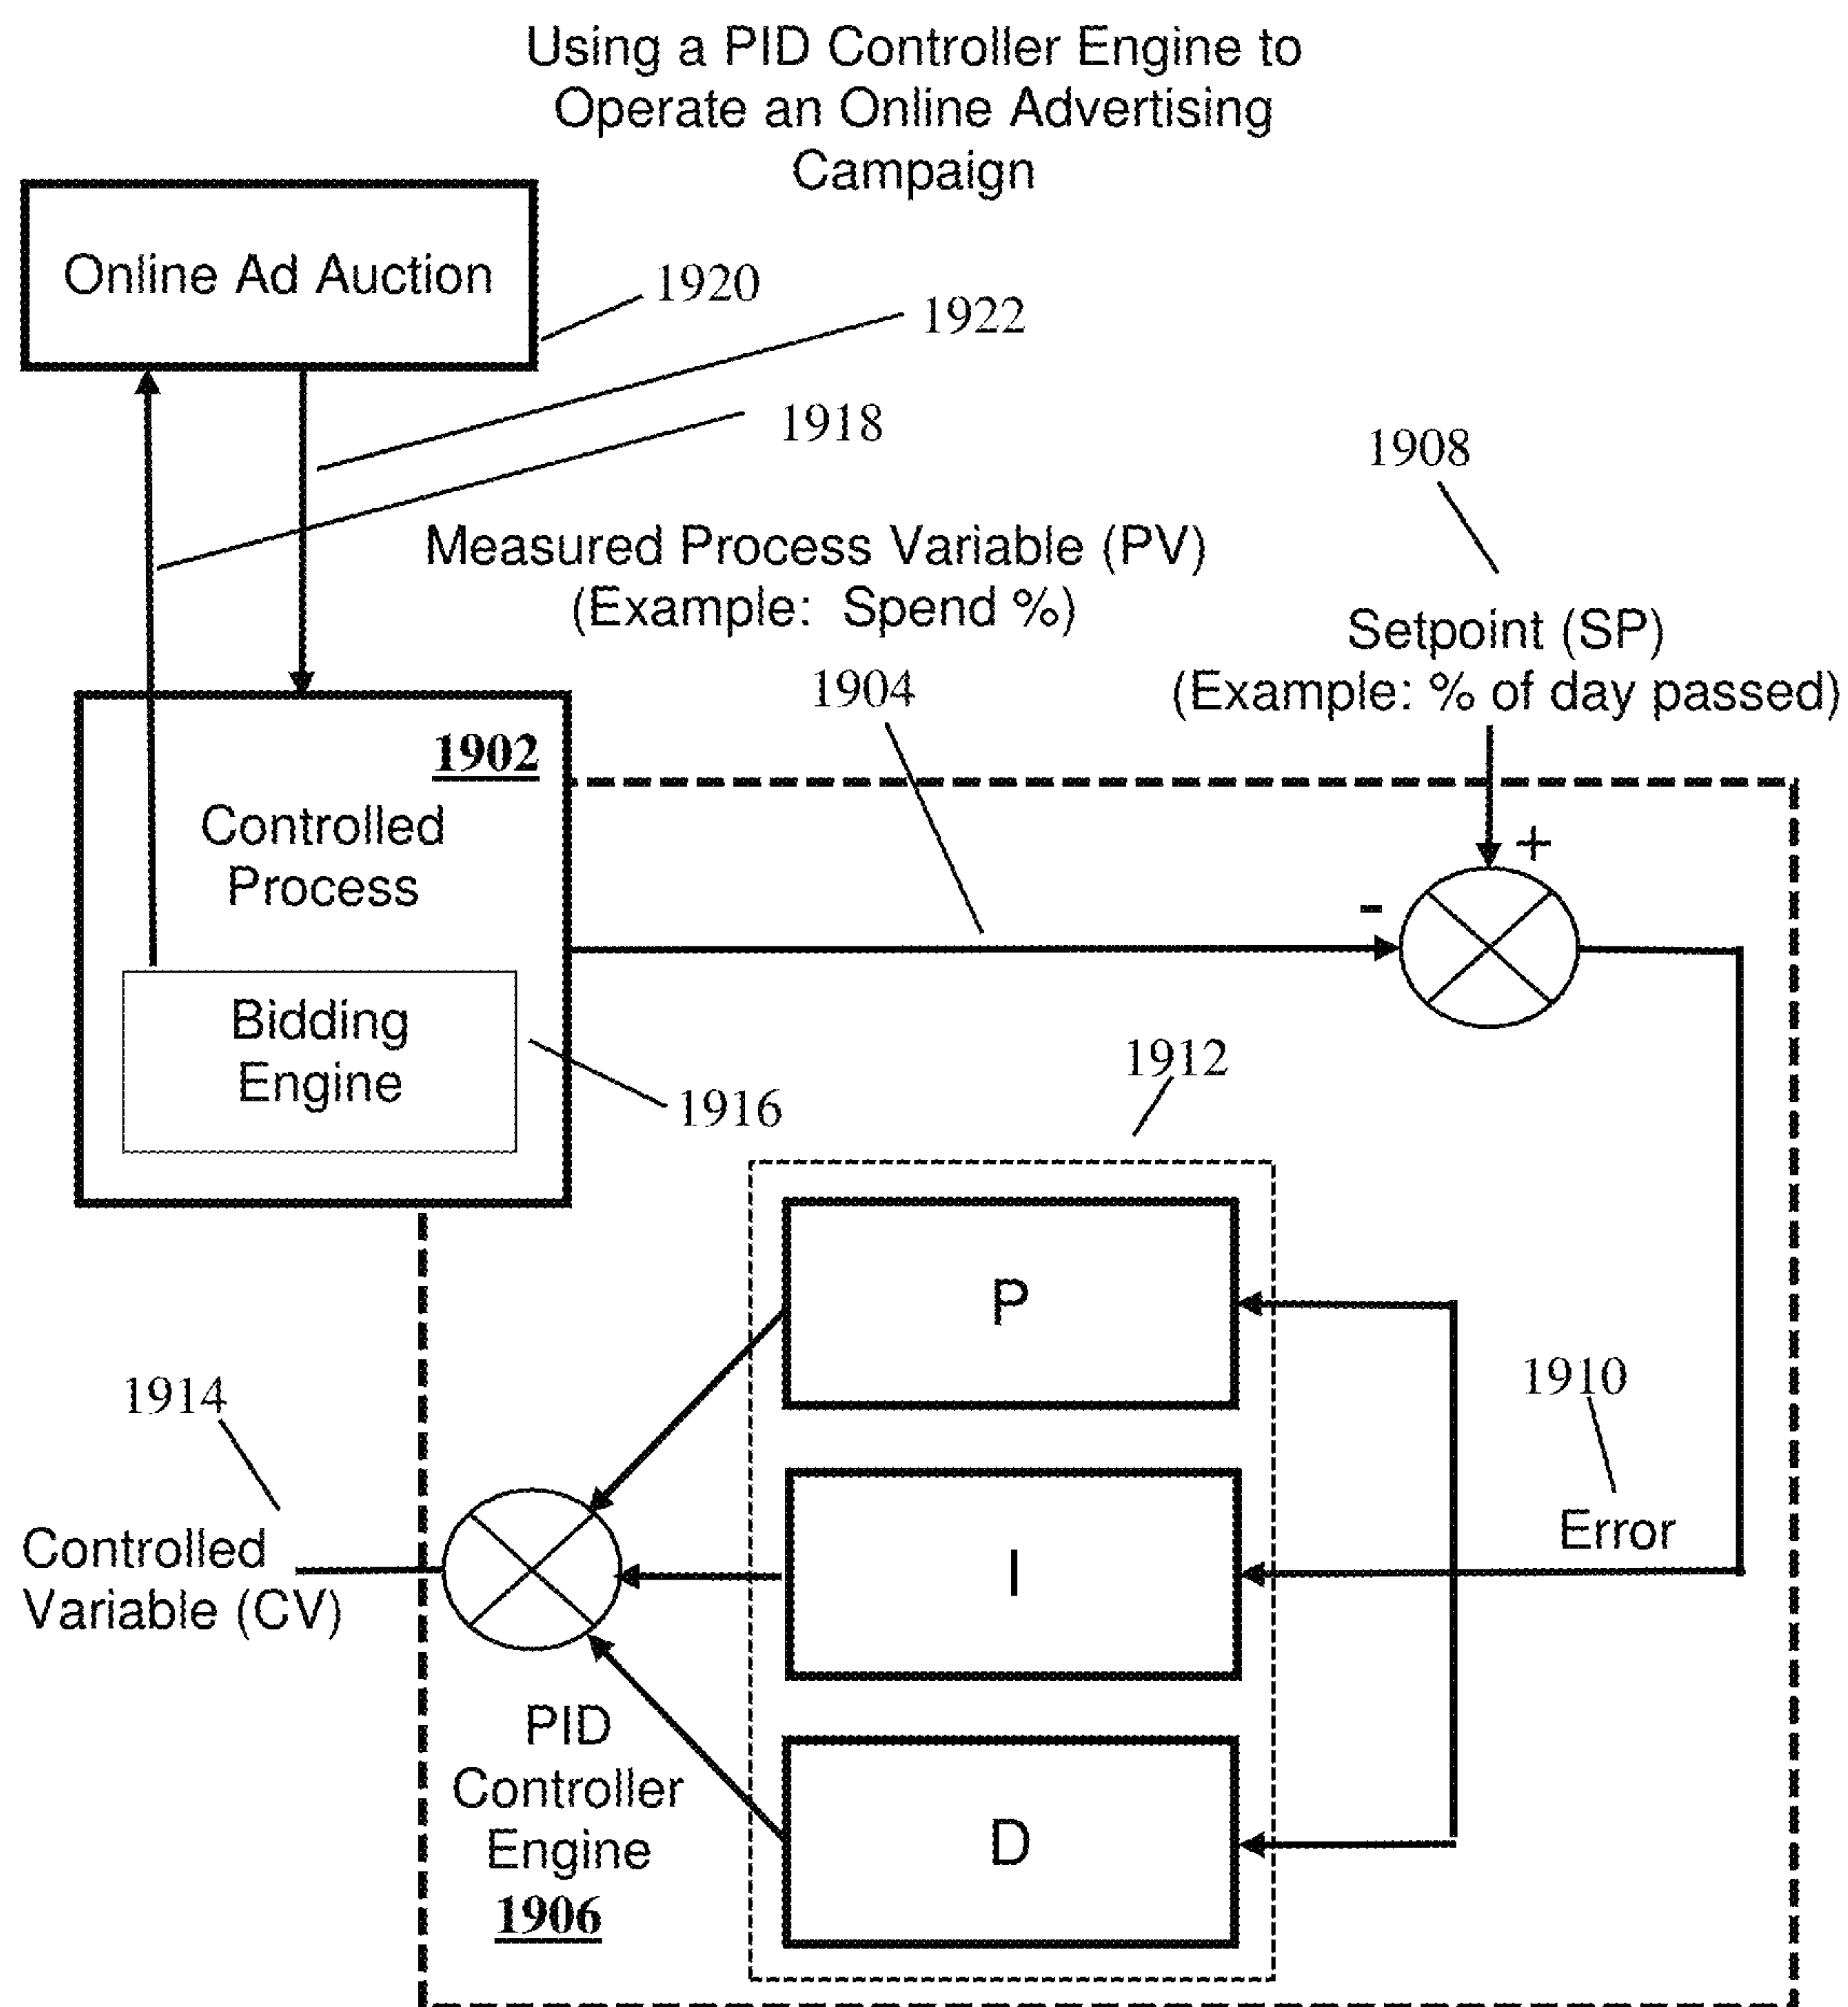 Using a PID Controller Engine to
Operate an Online Advertising
Campaign
Online Ad Auction
1920
1922
1918
1908
Measured Process Variable (PV)
(Example: Spend %)
Setpoint (SP)
(Example: % of day passed)
1904
1902
Controlled
Process
+
-
Bidding
Engine
1916
1912
P
1910
1914
Error
Controlled
Variable (CV)
I
PID
Controller
Engine
1906
D